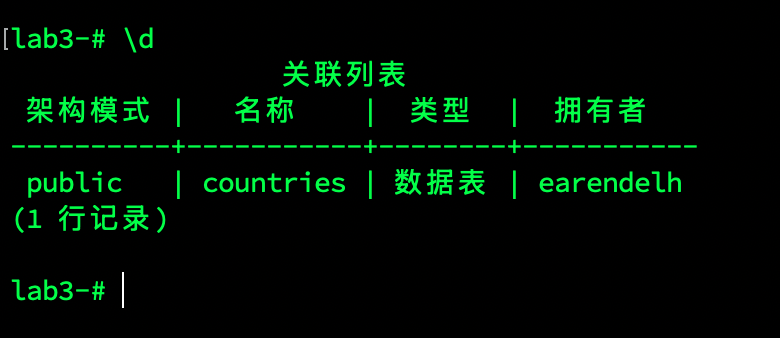 [lab3-# \d
关联列表
架构模式 | 名称 | 类型 | 拥有者
----------+-----------+--------+-----------
public | countries | 数据表 | earendelh
(1 行记录)
lab3-#